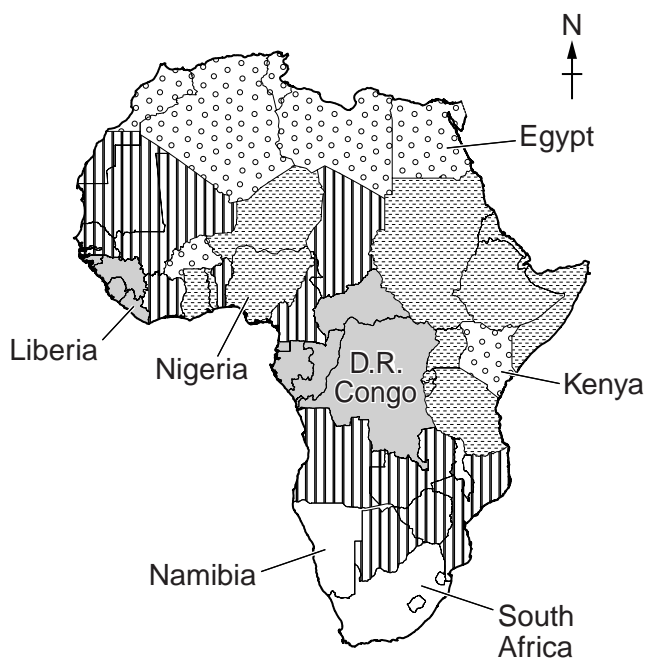 N
Egypt
Liberia
Nigeria
D.R.
Congo
Kenya
Namibia
South
Africa